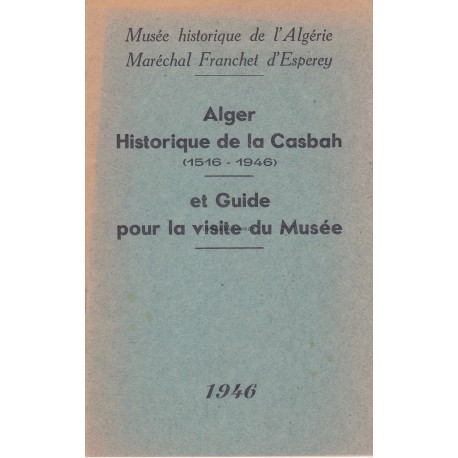 Musée historique de l'Algérie
Maréchal Franchet d'Esperey
Alger
Historique de la Casbah
(1516 - 1946)
et Guide
pour la visite du Musée
1946